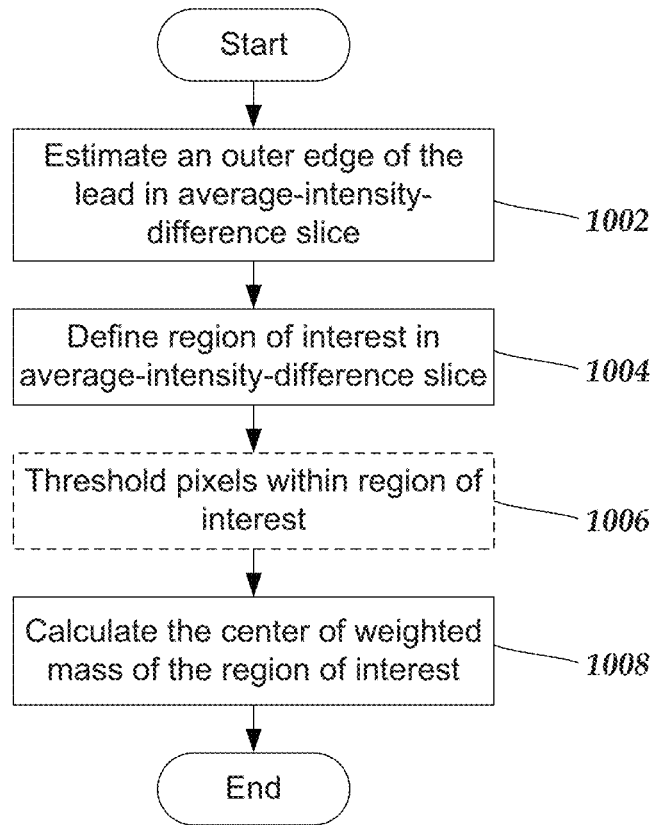 Start
Estimate an outer edge of the
lead in average-intensity-
difference slice
1002
Define region of interest in
average-intensity-difference slice
1004
Threshold pixels within region of
interest
1006
Calculate the center of weighted
mass of the region of interest
1008
End